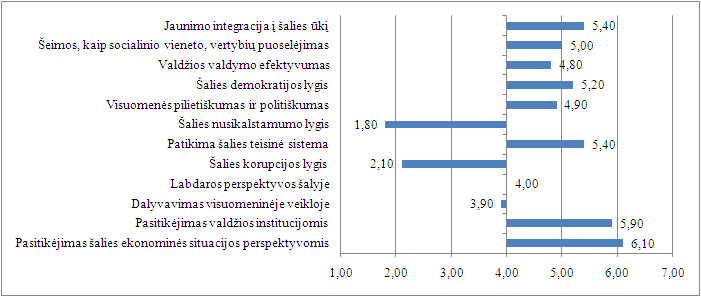 Jaunimo integracija į šalies ūkį 5,40
Šeimos, kaip socialinio vieneto, vertybių puoselėjimas 5,00
Valdžios valdymo efektyvumas 4,80
Šalies demokratijos lygis 5,20
Visuomenės pilietiškumas ir politiškumas 4,90
Šalies nusikalstamumo lygis 1,80
Patikima šalies teisinė sistema 5,40
Šalies korupcijos lygis 2,10
Labdaros perspektyvos šalyje 4,00
Dalyvavimas visuomeninėje veikloje 3,90
Pasitikėjimas valdžios institucijomis 5,90
Pasitikėjimas šalies ekonominės situacijos perspektyvomis 6,10
1,00 2,00 3,00 4,00 5,00 6,00 7,00